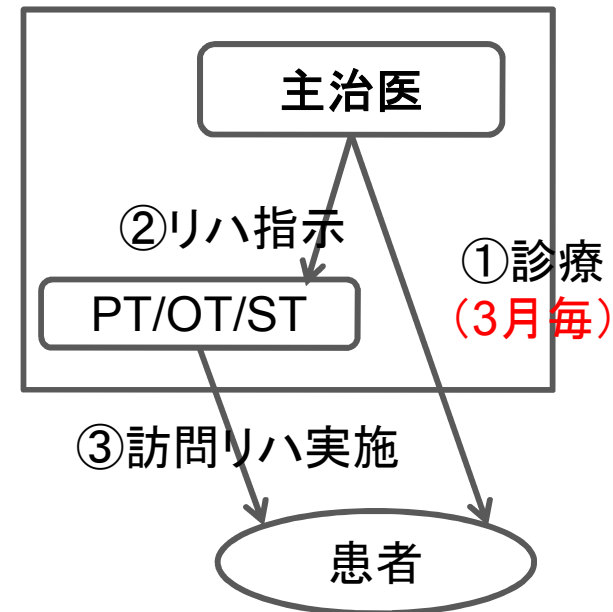 主治医
②リハ指示
①診療
（3月毎）
PT/OT/ST
③訪問リハ実施
患者